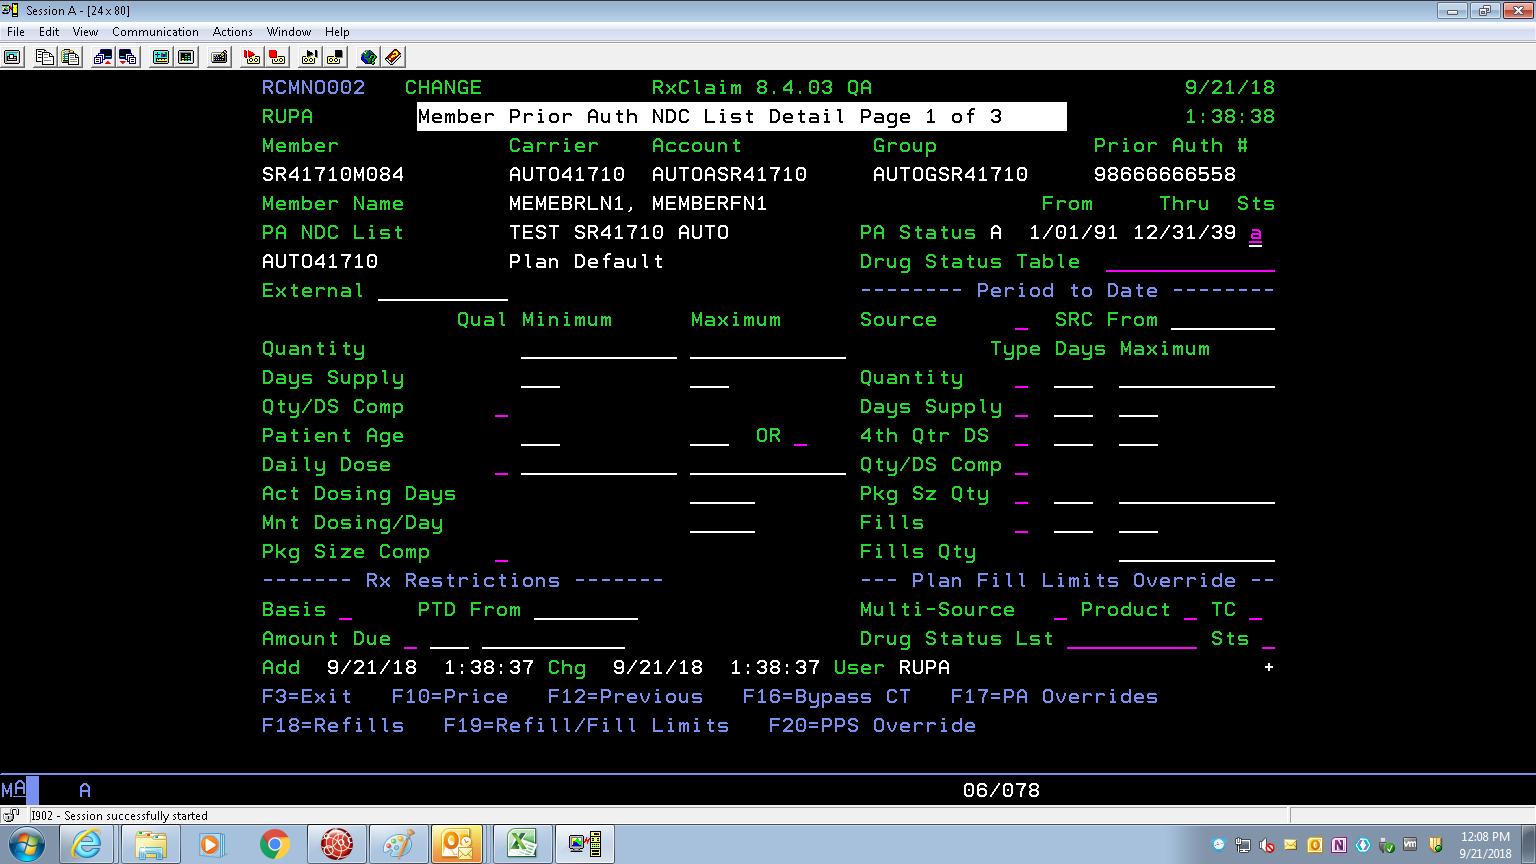 Session A - [24 x 80]
File Edit View Communication Actions Window Help
RCMNO002 CHANGE RxClaim 8.4.03 QA 9/21/18
RUPA Member Prior Auth NDC List Detail Page 1 of 3 1:38:38
Member Carrier Account Group Prior Auth #
SR41710M084 AUTO41710 AUTOASR41710 AUTOGSR41710 98666666558
Member Name MEMEBRLN1, MEMBERFN1 From Thru Sts
PA NDC List TEST SR41710 AUTO PA Status A 1/01/91 12/31/39 a
AUTO41710 Plan Default Drug Status Table
External -------- Period to Date --------
Qual Minimum Maximum Source SRC From
Quantity Type Days Maximum
Days Supply Quantity
Qty/DS Comp Days Supply
Patient Age OR 4th Qtr DS
Daily Dose Qty/DS Comp
Act Dosing Days Pkg Sz Qty
Mnt Dosing/Day Fills
Pkg Size Comp Fills Qty
------- Rx Restrictions ------- --- Plan Fill Limits Override --
Basis PTD From Multi-Source Product TC
Amount Due Drug Status Lst Sts
Add 9/21/18 1:38:37 Chg 9/21/18 1:38:37 User RUPA +
F3=Exit F10=Price F12=Previous F16=Bypass CT F17=PA Overrides
F18=Refills F19=Refill/Fill Limits F20=PPS Override
MA A 06/078
I902 - Session successfully started
12:08 PM
9/21/2018